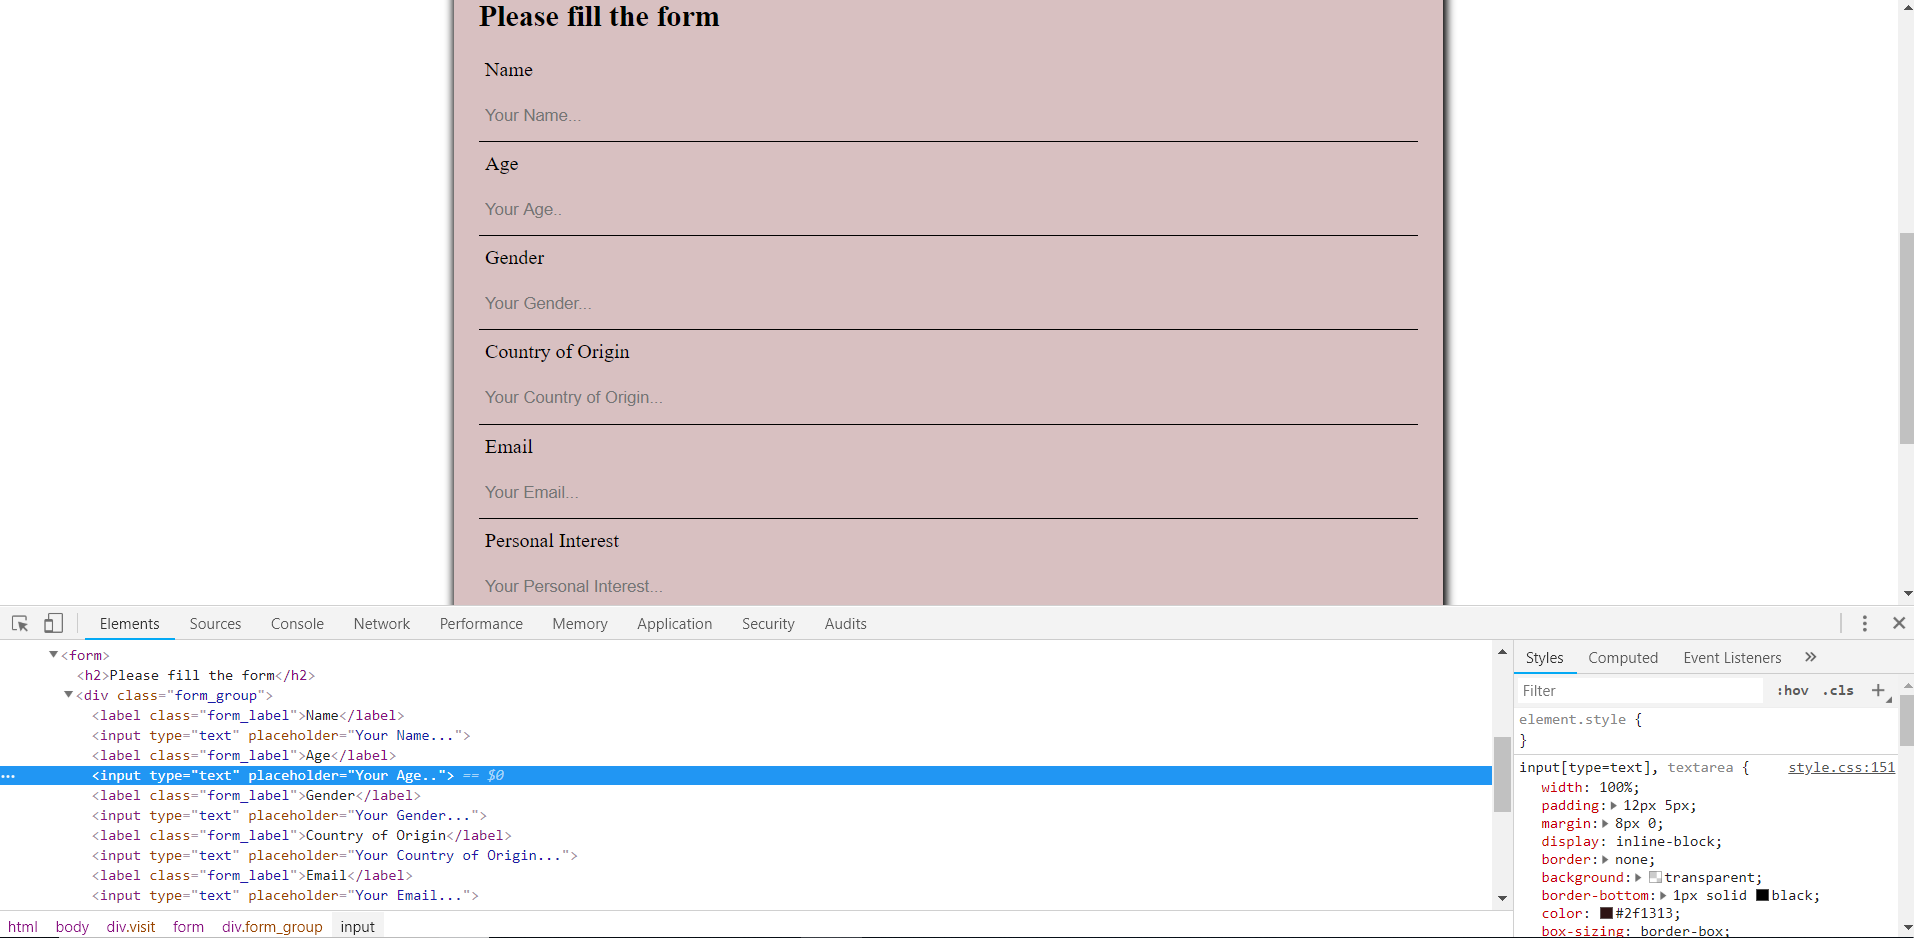 Please fill the form
Name
Your Name...
Age
Your Age..
Gender
Your Gender...
Country of Origin
Your Country of Origin...
Email
Your Email...
Personal Interest
Your Personal Interest...
Elements Sources Console Network Performance Memory Application Security Audits
<form>
<h2>Please fill the form</h2>
<div class="form_group">
<label class="form_label">Name</label>
<input type="text" placeholder="Your Name...">
<label class="form_label">Age</label>
... <input type="text" placeholder="Your Age.."> == $0
<label class="form_label">Gender</label>
<input type="text" placeholder="Your Gender...">
<label class="form_label">Country of Origin</label>
<input type="text" placeholder="Your Country of Origin...">
<label class="form_label">Email</label>
<input type="text" placeholder="Your Email...">
html body div.visit form div.form_group input
Styles Computed Event Listeners »
Filter :hov .cls +
element.style {
}
input[type=text], textarea { style.css:151
width: 100%;
padding: 12px 5px;
margin: 8px 0;
display: inline-block;
border: none;
background: transparent;
border-bottom: 1px solid black;
color: #2f1313;
box-sizing: border-box;